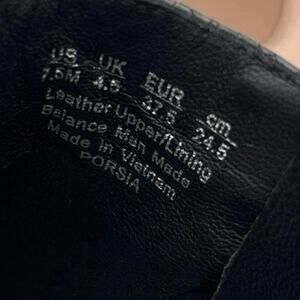 US UK EUR cm
7.5M 4.5 37.5 24.5
Leather Upper/Lining
Balance Man Made
Made in Vietnam
PORSIA